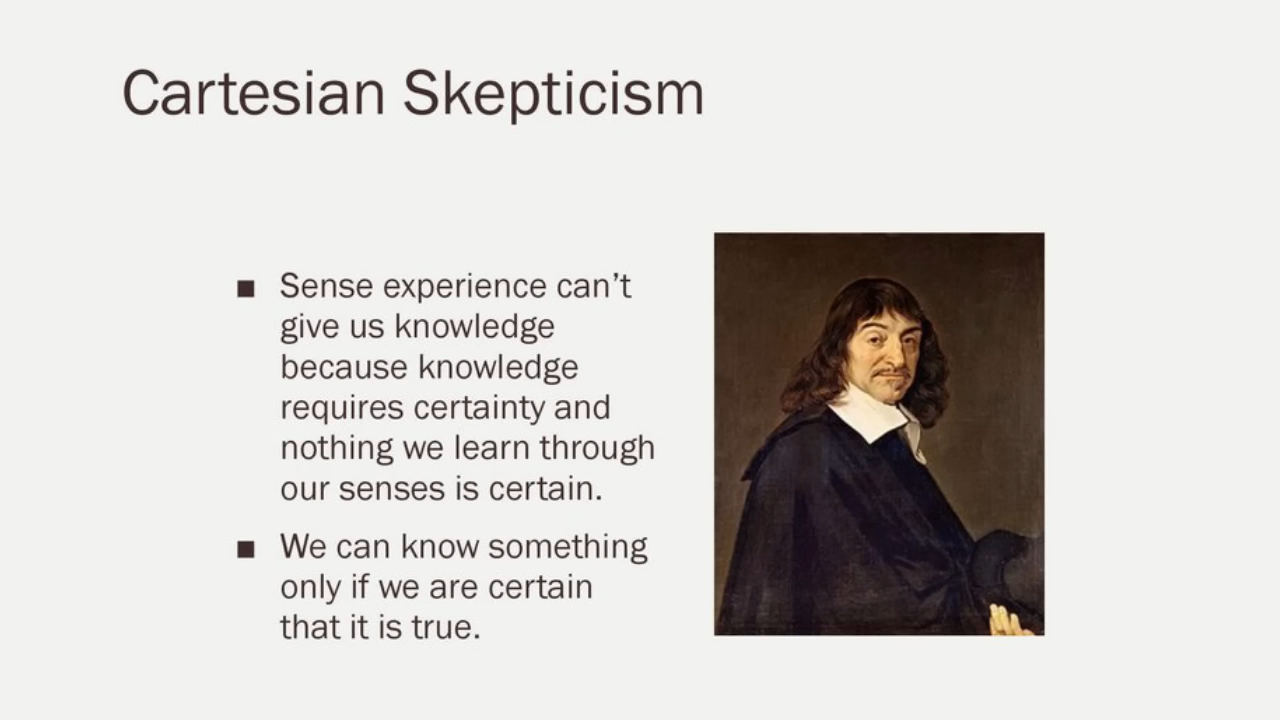 Cartesian Skepticism
■ Sense experience can’t
give us knowledge
because knowledge
requires certainty and
nothing we learn through
our senses is certain.
■ We can know something
only if we are certain
that it is true.